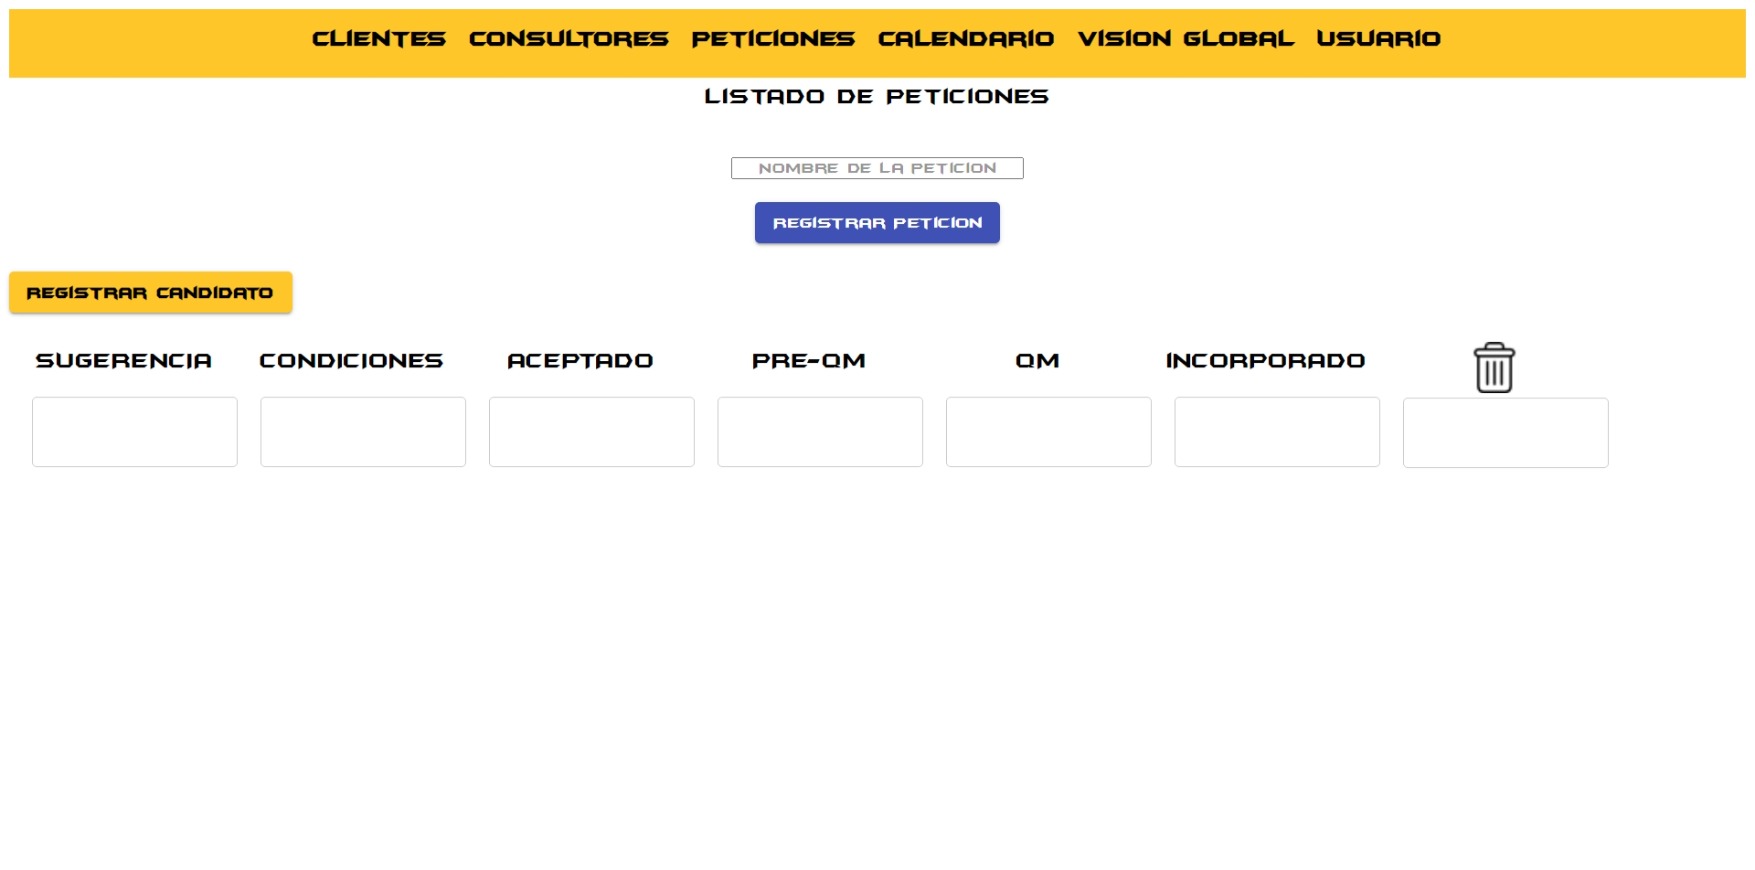 CLIENTES CONSULTORES PETICIONES CALENDARIO VISION GLOBAL USUARIO
LISTADO DE PETICIONES
NOMBRE DE LA PETICION
REGISTRAR PETICION
REGISTRAR CANDIDATO
SUGERENCIA CONDICIONES ACEPTADO PRE-QM QM INCORPORADO